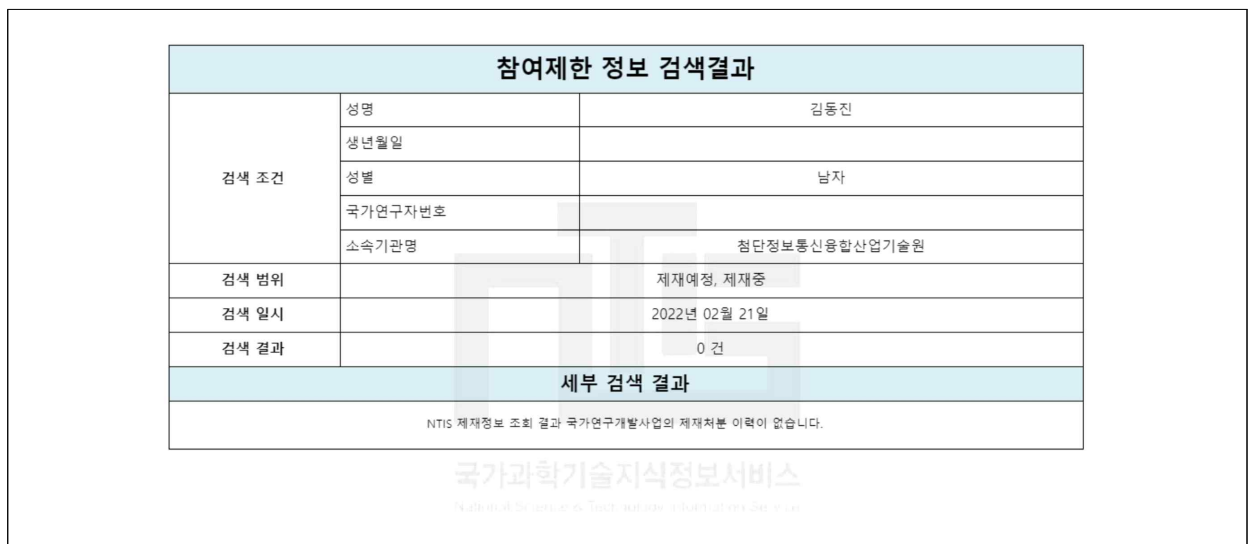 참여제한 정보 검색결과
검색 조건
성명 김동진
생년월일
성별 남자
국가연구자번호
소속기관명 첨단정보통신융합산업기술원
검색 범위 제재예정, 제재중
검색 일시 2022년 02월 21일
검색 결과 0 건
세부 검색 결과
NTIS 제재정보 조회 결과 국가연구개발사업의 제재처분 이력이 없습니다.
NTIS
국가과학기술지식정보서비스
National Science & Technology Information Service